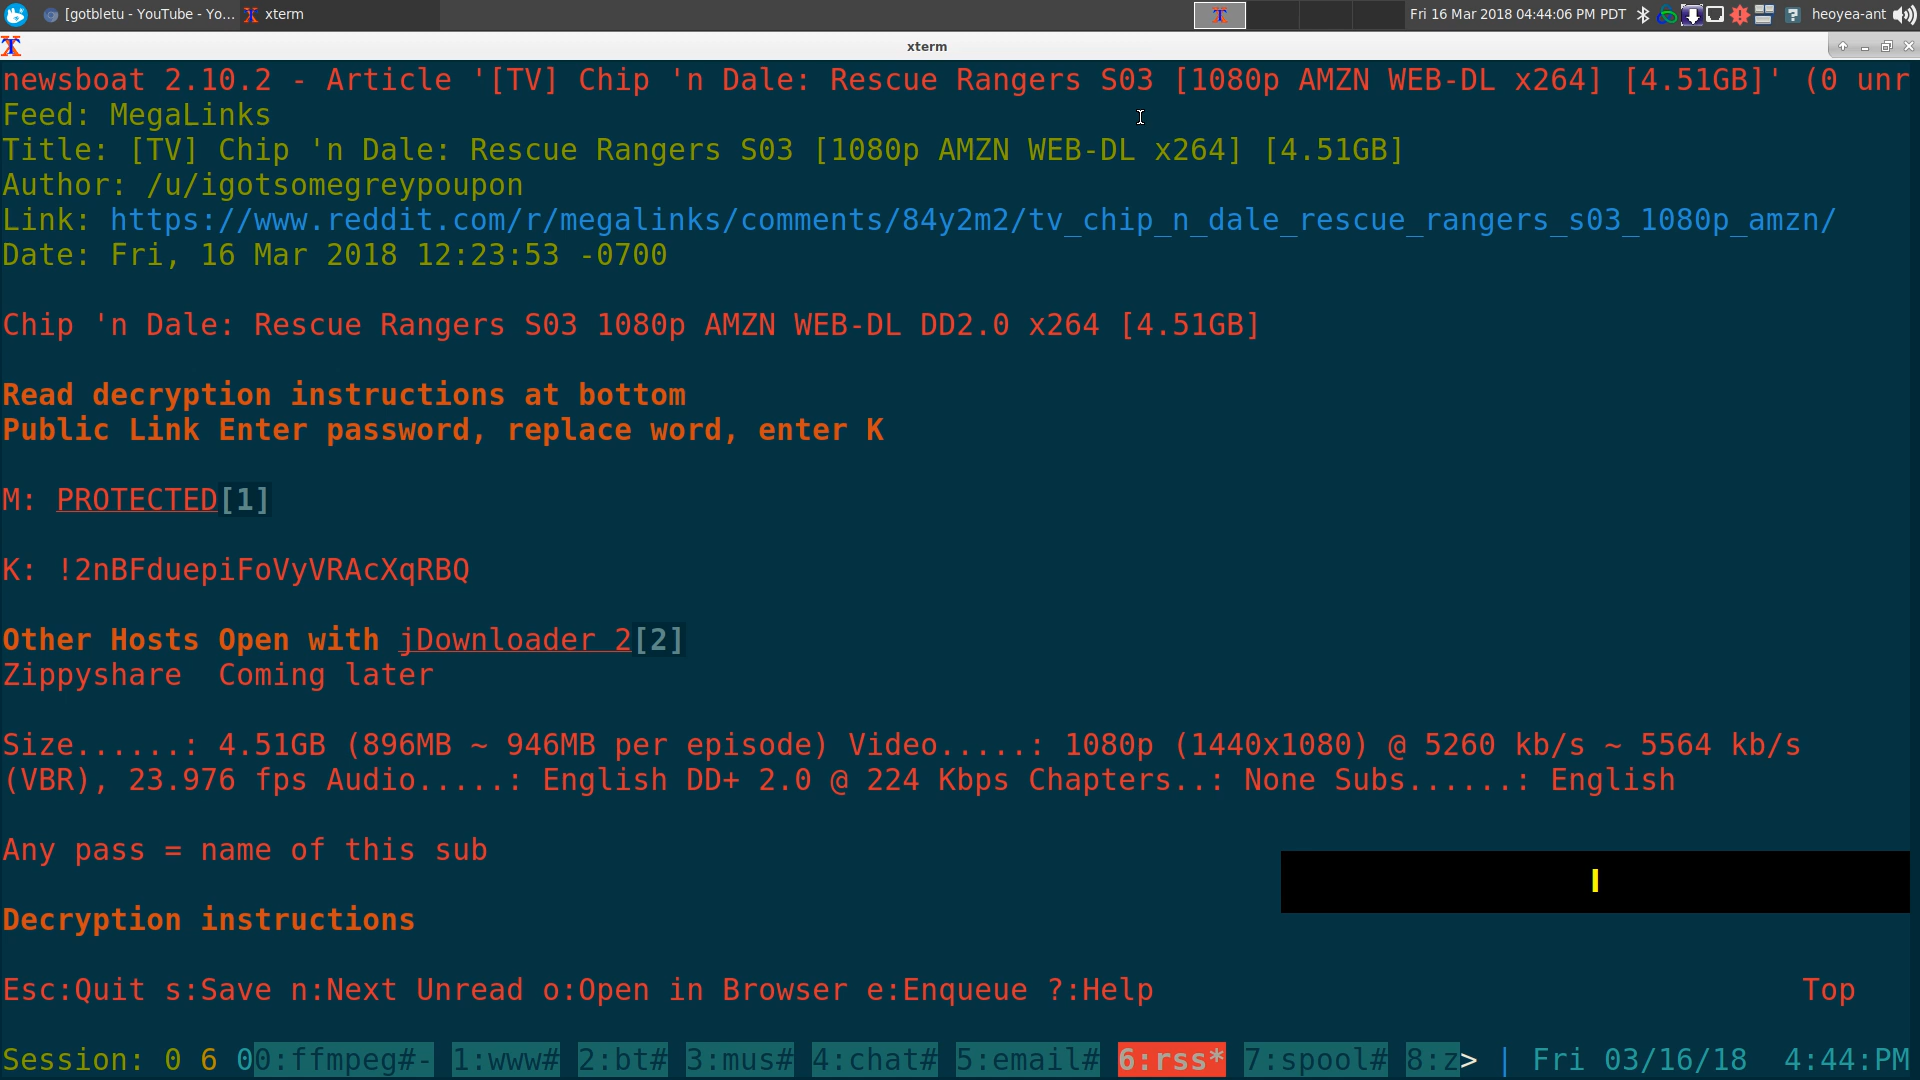 [gotbletu - YouTube - Yo... xterm Fri 16 Mar 2018 04:44:06 PM PDT heoyea-ant
xterm
newsboat 2.10.2 - Article '[TV] Chip 'n Dale: Rescue Rangers S03 [1080p AMZN WEB-DL x264] [4.51GB]' (0 unr
Feed: MegaLinks
Title: [TV] Chip 'n Dale: Rescue Rangers S03 [1080p AMZN WEB-DL x264] [4.51GB]
Author: /u/igotsomegreypoupon
Link: https://www.reddit.com/r/megalinks/comments/84y2m2/tv_chip_n_dale_rescue_rangers_s03_1080p_amzn/
Date: Fri, 16 Mar 2018 12:23:53 -0700
Chip 'n Dale: Rescue Rangers S03 1080p AMZN WEB-DL DD2.0 x264 [4.51GB]
Read decryption instructions at bottom
Public Link Enter password, replace word, enter K
M: PROTECTED[1]
K: !2nBFduepiFoVyVRAcXqRBQ
Other Hosts Open with jDownloader 2[2]
Zippyshare  Coming later
Size......: 4.51GB (896MB ~ 946MB per episode) Video.....: 1080p (1440x1080) @ 5260 kb/s ~ 5564 kb/s
(VBR), 23.976 fps Audio.....: English DD+ 2.0 @ 224 Kbps Chapters..: None Subs......: English
Any pass = name of this sub
Decryption instructions
Esc:Quit s:Save n:Next Unread o:Open in Browser e:Enqueue ?:Help Top
Session: 0 6 00:ffmpeg#- 1:www# 2:bt# 3:mus# 4:chat# 5:email# 6:rss* 7:spool# 8:z> | Fri 03/16/18  4:44:PM